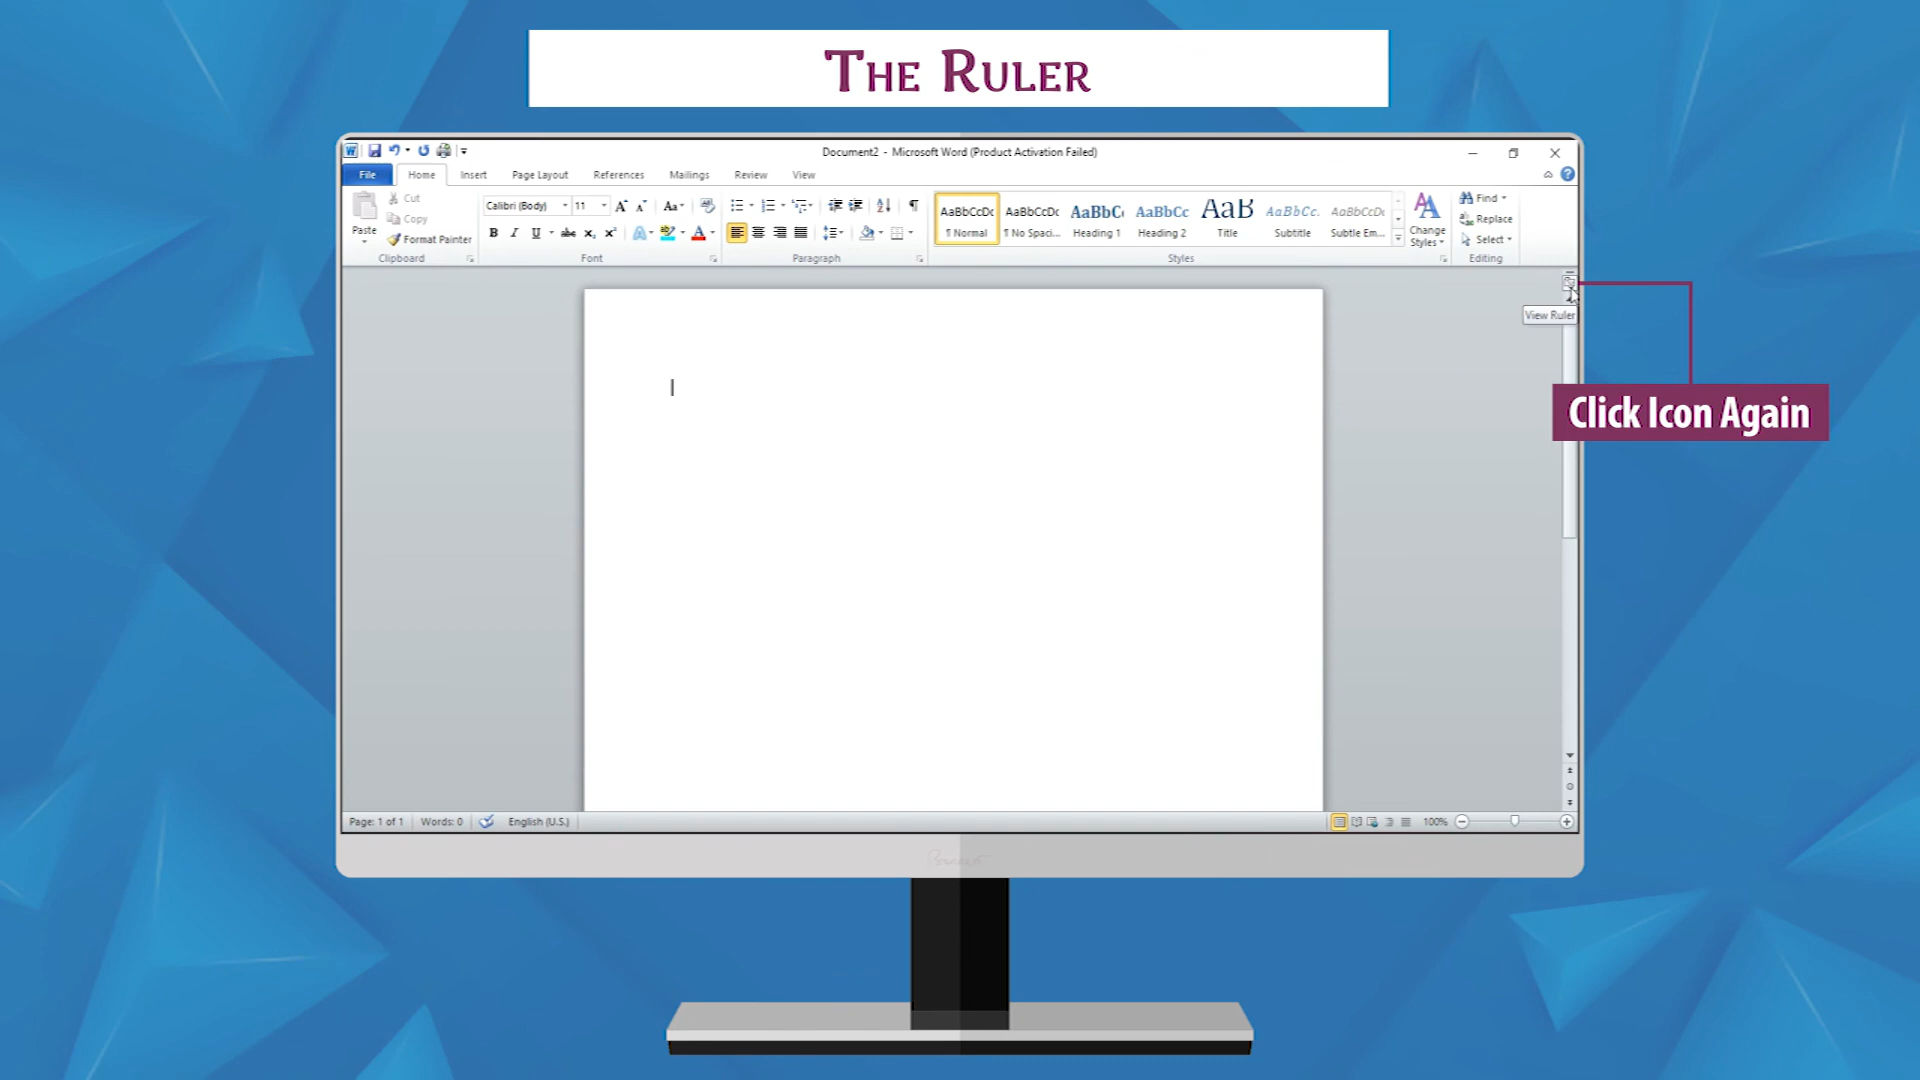 The Ruler
Document2 - Microsoft Word (Product Activation Failed)
File Home Insert Page Layout References Mailings Review View
Paste
Cut
Copy
Format Painter
Clipboard
Calibri (Body) 11
Font
Paragraph
AaBbCcDc AaBbCcDc AaBbC AaBbCc AaB AaBbCc. AaBbCcDc
¶ Normal ¶ No Spaci... Heading 1 Heading 2 Title Subtitle Subtle Em...
Change Styles
Styles
Find
Replace
Select
Editing
View Ruler
Click Icon Again
Page: 1 of 1 Words: 0 English (U.S.) 100%